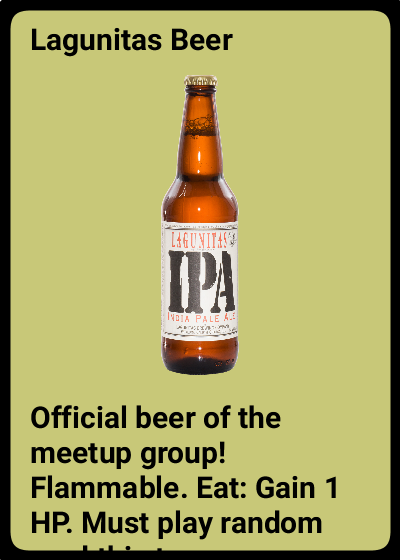 Lagunitas Beer
LAGUNITAS
IPA
INDIA PALE ALE
Official beer of the
meetup group!
Flammable. Eat: Gain 1
HP. Must play random